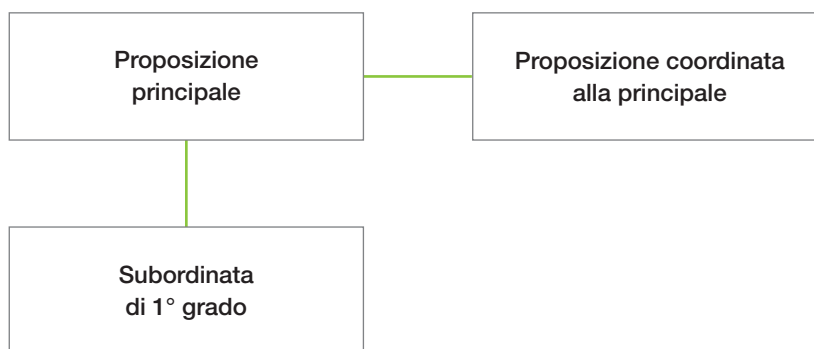 Proposizione
principale
Proposizione coordinata
alla principale
Subordinata
di 1° grado